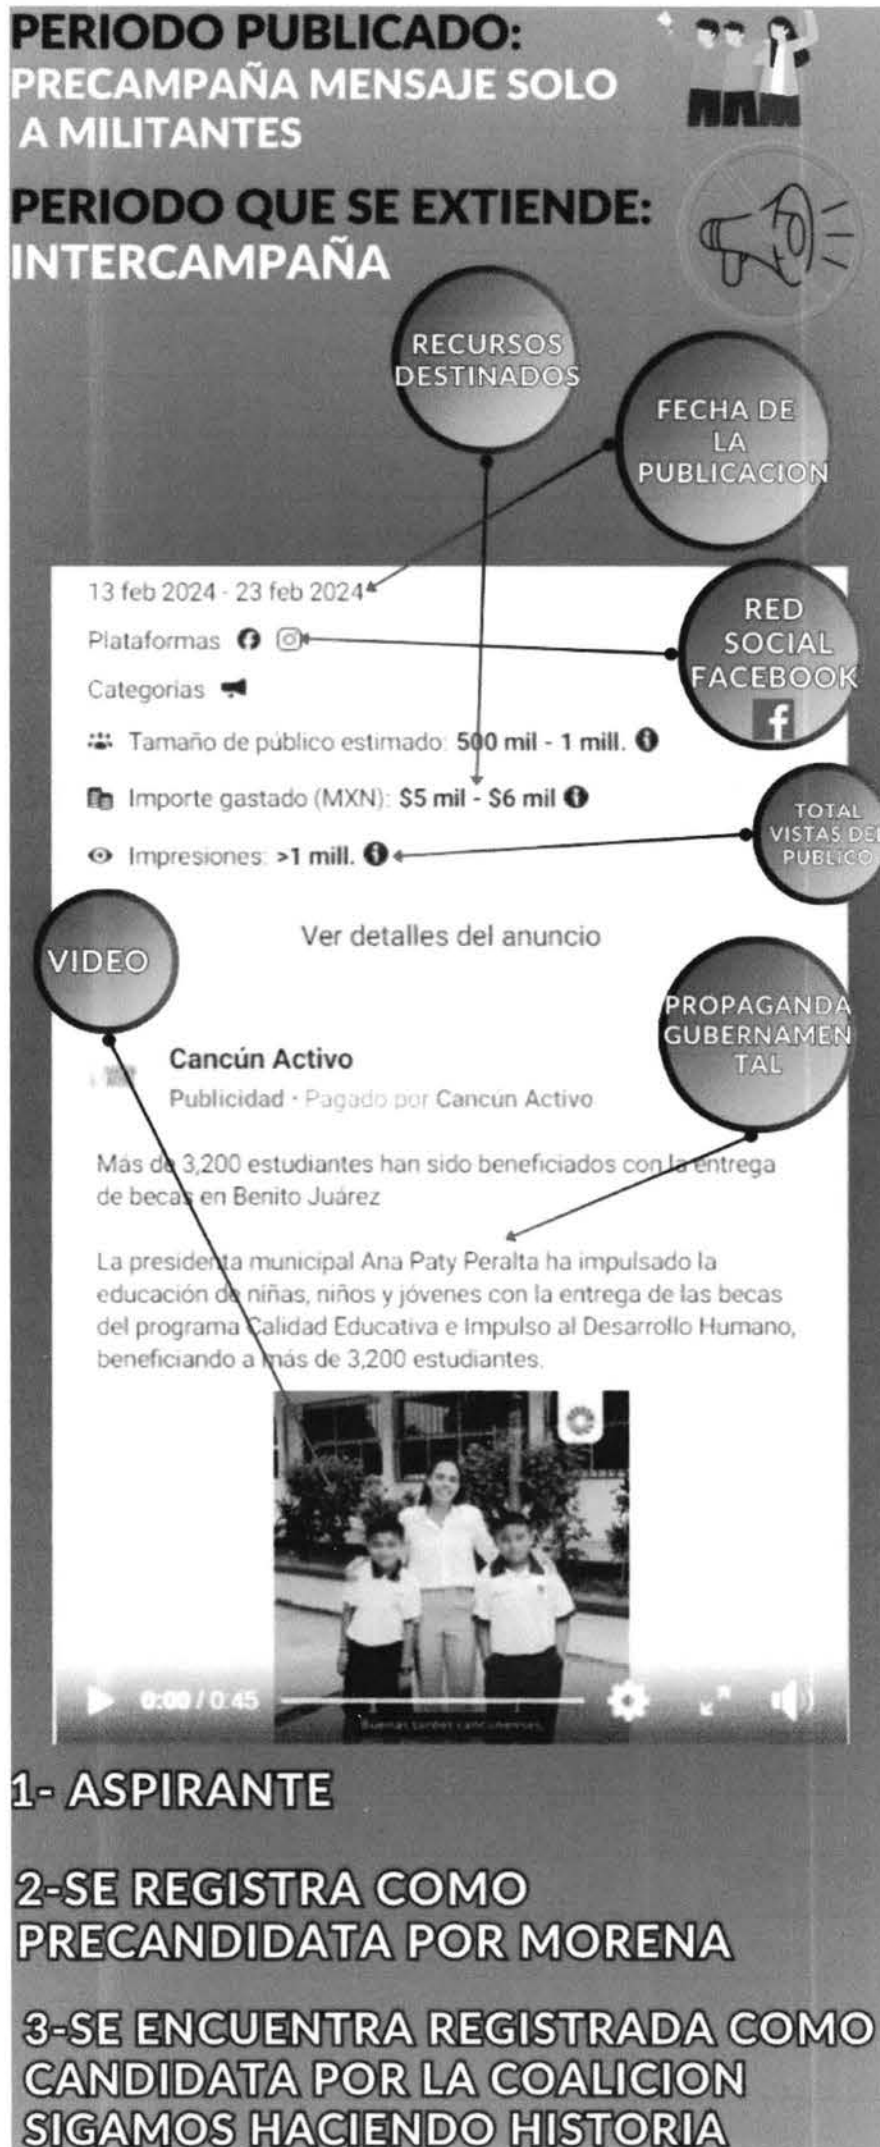 PERIODO PUBLICADO:
PRECAMPAÑA MENSAJE SOLO
A MILITANTES
PERIODO QUE SE EXTIENDE:
INTERCAMPAÑA
RECURSOS
DESTINADOS
FECHA DE
LA
PUBLICACION
13 feb 2024 - 23 feb 2024
Plataformas
RED
SOCIAL
FACEBOOK
Categorías
Tamaño de público estimado: 500 mil - 1 mill.
Importe gastado (MXN): $5 mil - $6 mil
TOTAL
VISTAS DEL
PUBLICO
Impresiones: >1 mill.
Ver detalles del anuncio
VIDEO
PROPAGANDA
GUBERNAMEN
TAL
Cancún Activo
Publicidad · Pagado por Cancún Activo
Más de 3,200 estudiantes han sido beneficiados con la entrega
de becas en Benito Juárez
La presidenta municipal Ana Paty Peralta ha impulsado la
educación de niñas, niños y jóvenes con la entrega de las becas
del programa Calidad Educativa e Impulso al Desarrollo Humano,
beneficiando a más de 3,200 estudiantes.
0:00 / 0:45
Buenas tardes cancunenses,
1- ASPIRANTE
2-SE REGISTRA COMO
PRECANDIDATA POR MORENA
3-SE ENCUENTRA REGISTRADA COMO
CANDIDATA POR LA COALICION
SIGAMOS HACIENDO HISTORIA